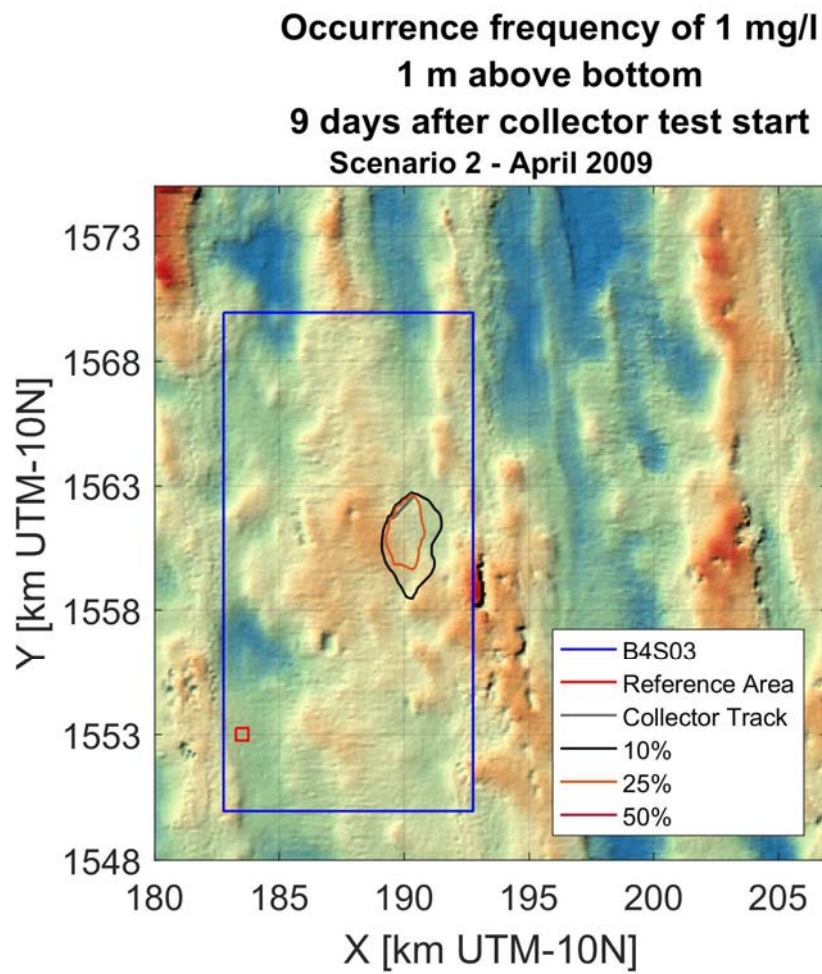 Occurrence frequency of 1 mg/l
1 m above bottom
9 days after collector test start
Scenario 2 - April 2009
Y [km UTM-10N]
1573
1568
1563
1558
1553
1548
B4S03
Reference Area
Collector Track
10%
25%
50%
180
185
190
195
200
205
X [km UTM-10N]